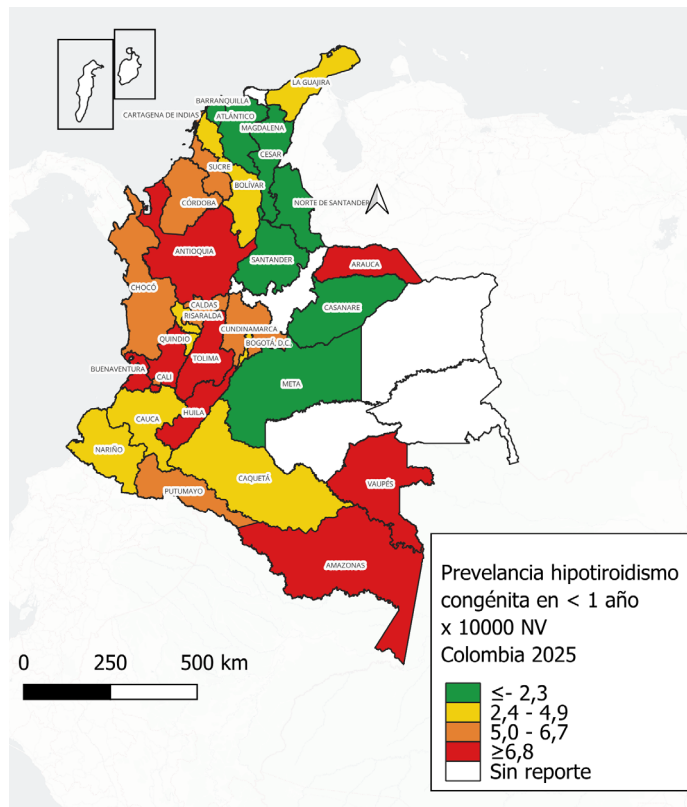 LA GUAJIRA
BARRANQUILLA
CARTAGENA DE INDIAS
ATLÁNTICO
MAGDALENA
CESAR
SUCRE
BOLÍVAR
CÓRDOBA
NORTE DE SANTANDER
ANTIOQUIA
SANTANDER
ARAUCA
CHOCÓ
CALDAS
CASANARE
RISARALDA
CUNDINAMARCA
QUINDIO
BOGOTÁ, D.C.
TOLIMA
BUENAVENTURA
CALI
META
HUILA
CAUCA
NARIÑO
CAQUETÁ
VAUPÉS
PUTUMAYO
AMAZONAS
Prevelancia hipotiroidismo
congénita en < 1 año
x 10000 NV
Colombia 2025
≤- 2,3
2,4 - 4,9
5,0 - 6,7
≥6,8
Sin reporte
0 250 500 km